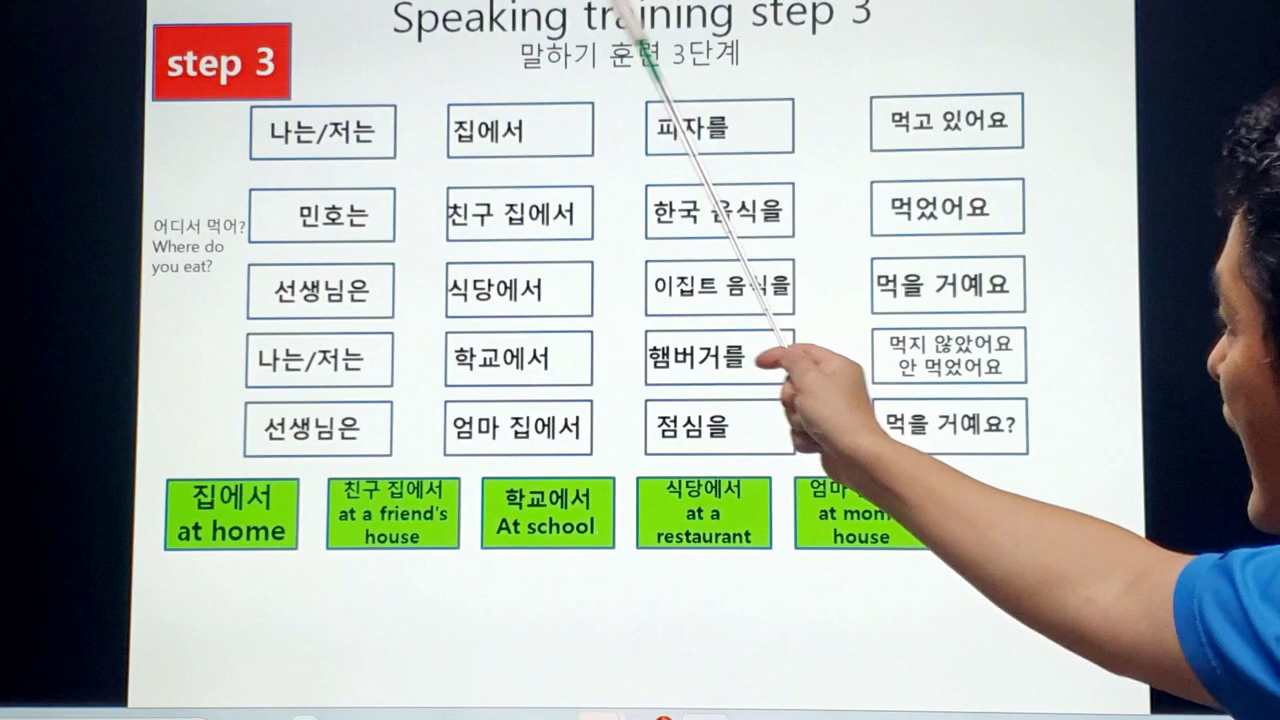 Speaking training step 3
말하기 훈련 3단계
step 3
나는/저는 집에서 피자를 먹고 있어요
민호는 친구 집에서 한국 음식을 먹었어요
어디서 먹어?
Where do
you eat?
선생님은 식당에서 이집트 음식을 먹을 거예요
나는/저는 학교에서 햄버거를 먹지 않았어요
안 먹었어요
선생님은 엄마 집에서 점심을 먹을 거예요?
집에서
at home
친구 집에서
at a friend's
house
학교에서
At school
식당에서
at a
restaurant
엄마
at mom
house